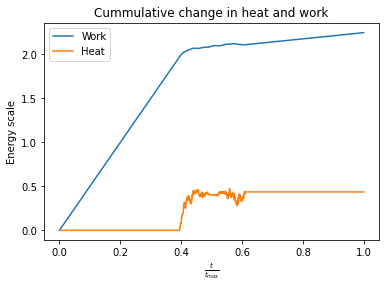 Cummulative change in heat and work
Work
Heat
Energy scale
2.0
1.5
1.0
0.5
0.0
0.0 0.2 0.4 0.6 0.8 1.0
t
t_max